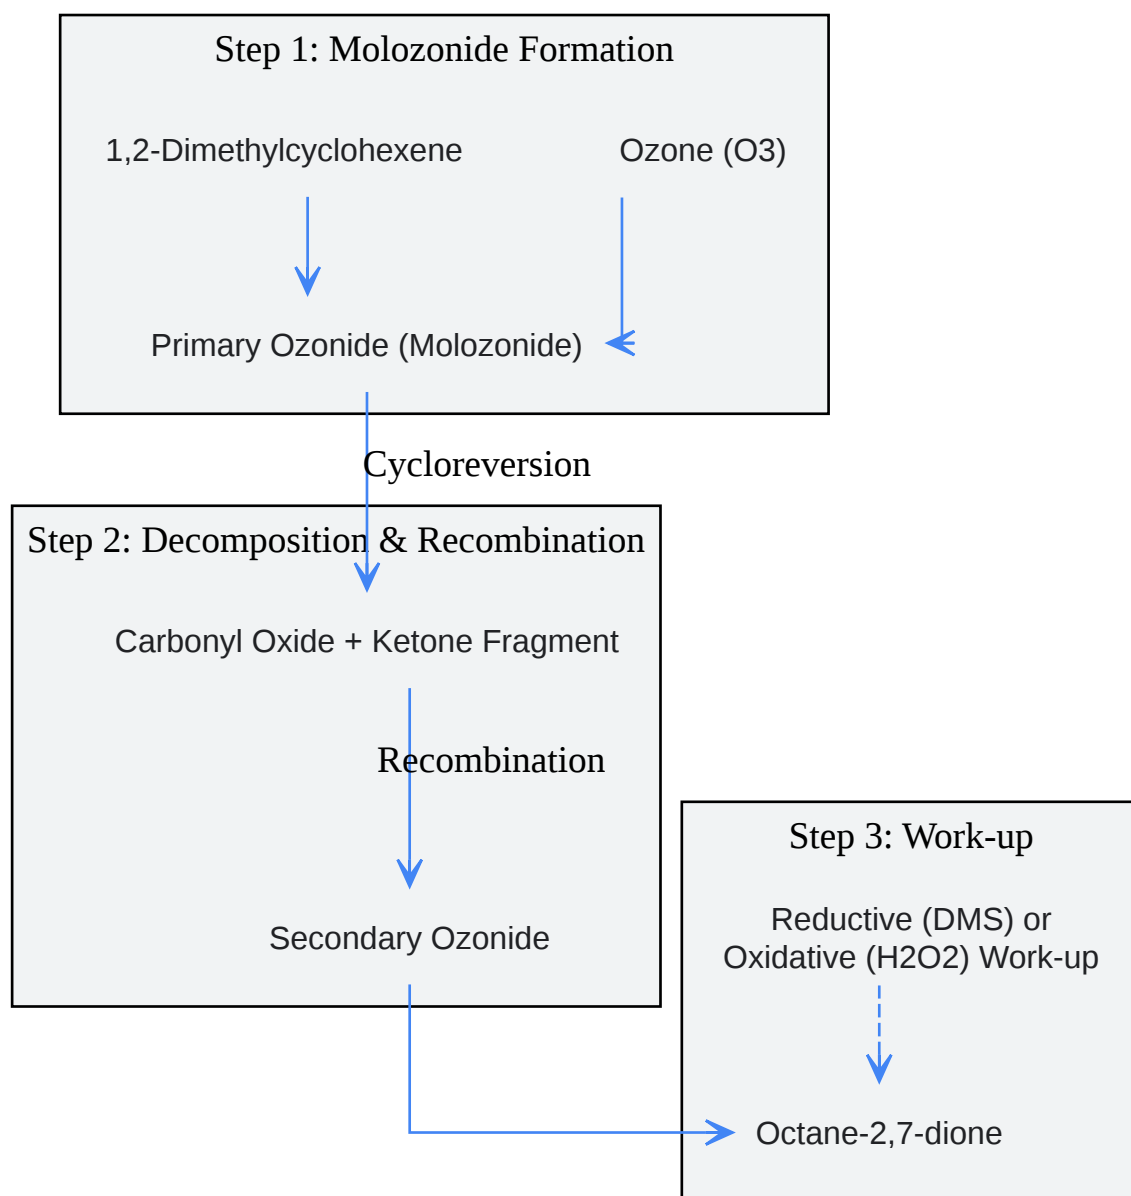 Step 1: Molozonide Formation
1,2-Dimethylcyclohexene
Ozone (O3)
Primary Ozonide (Molozonide)
Cycloreversion
Step 2: Decomposition & Recombination
Carbonyl Oxide + Ketone Fragment
Recombination
Secondary Ozonide
Step 3: Work-up
Reductive (DMS) or
Oxidative (H2O2) Work-up
Octane-2,7-dione